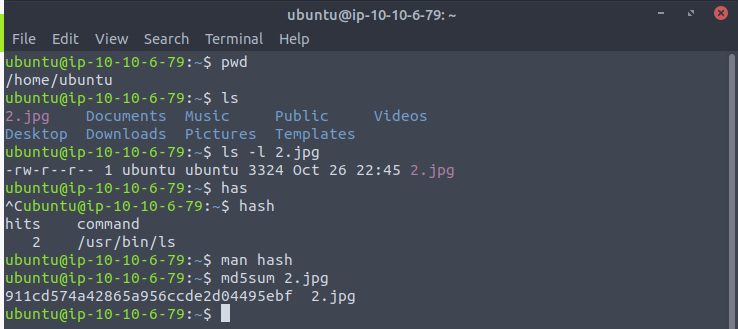 ubuntu@ip-10-10-6-79: ~
File Edit View Search Terminal Help
ubuntu@ip-10-10-6-79:~$ pwd
/home/ubuntu
ubuntu@ip-10-10-6-79:~$ ls
2.jpg    Documents  Music     Public     Videos
Desktop  Downloads  Pictures  Templates
ubuntu@ip-10-10-6-79:~$ ls -l 2.jpg
-rw-r--r-- 1 ubuntu ubuntu 3324 Oct 26 22:45 2.jpg
ubuntu@ip-10-10-6-79:~$ has
^Cubuntu@ip-10-10-6-79:~$ hash
hits    command
   2    /usr/bin/ls
ubuntu@ip-10-10-6-79:~$ man hash
ubuntu@ip-10-10-6-79:~$ md5sum 2.jpg
911cd574a42865a956ccde2d04495ebf  2.jpg
ubuntu@ip-10-10-6-79:~$